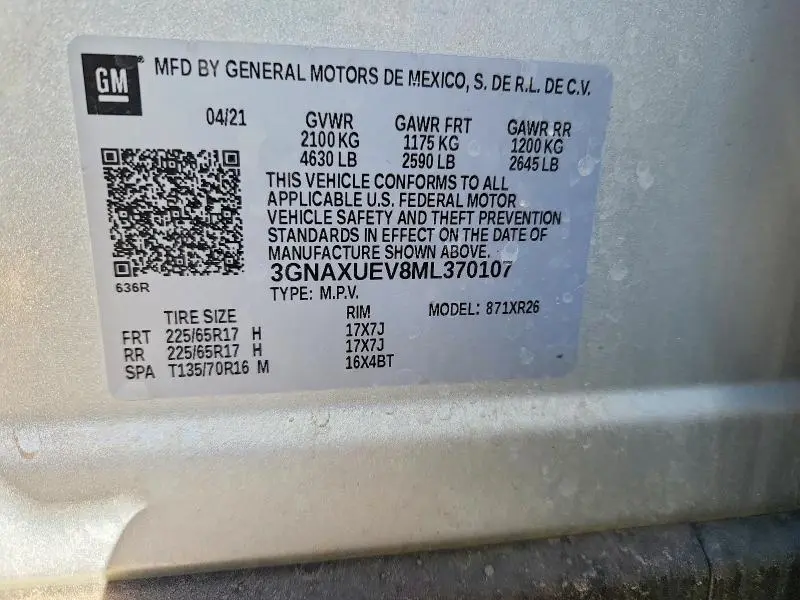 GM MFD BY GENERAL MOTORS DE MEXICO, S. DE R.L. DE C.V.
04/21 GVWR GAWR FRT GAWR RR
2100 KG 1175 KG 1200 KG
4630 LB 2590 LB 2645 LB
THIS VEHICLE CONFORMS TO ALL
APPLICABLE U.S. FEDERAL MOTOR
VEHICLE SAFETY AND THEFT PREVENTION
STANDARDS IN EFFECT ON THE DATE OF
MANUFACTURE SHOWN ABOVE.
3GNAXUEV8ML370107
636R
TYPE: M.P.V. MODEL: 871XR26
TIRE SIZE RIM
FRT 225/65R17 H 17X7J
RR 225/65R17 H 17X7J
SPA T135/70R16 M 16X4BT